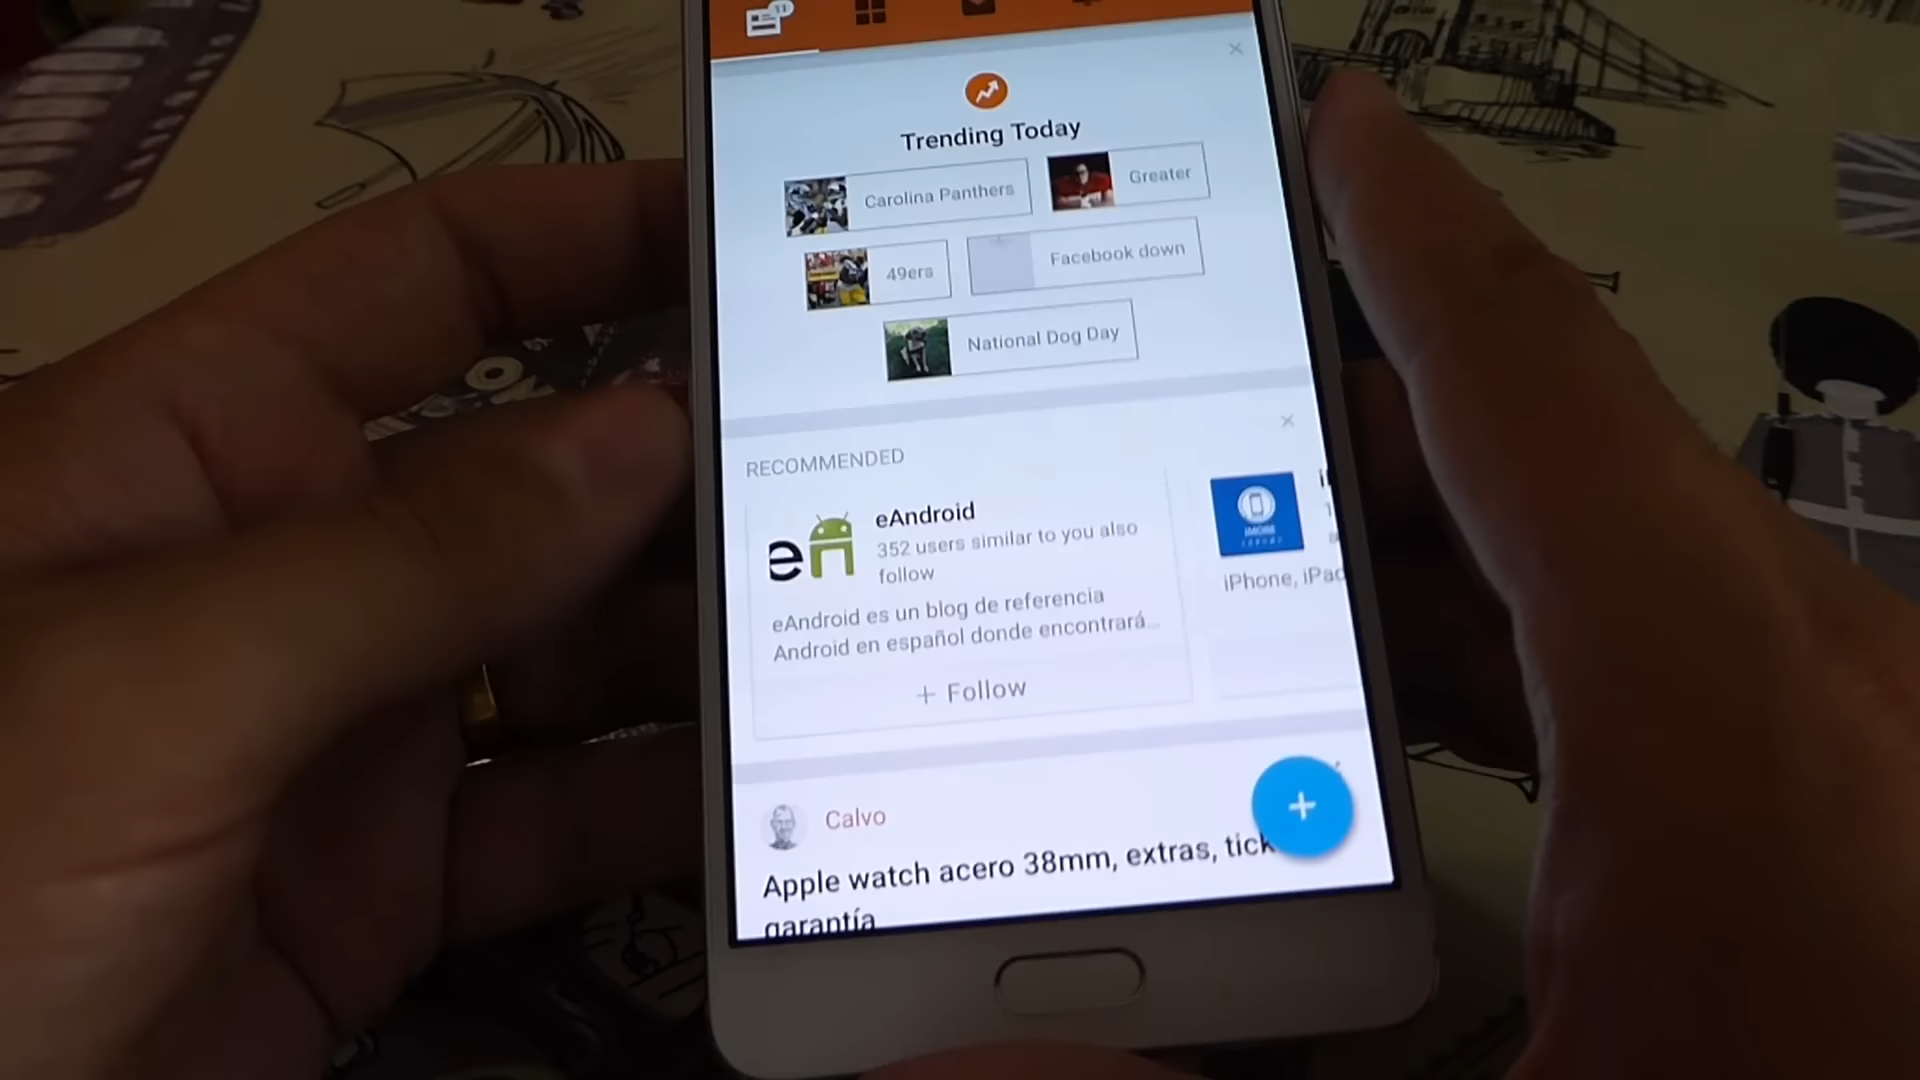 11
Trending Today
Carolina Panthers
Greater
49ers
Facebook down
National Dog Day
RECOMMENDED
eAndroid
352 users similar to you also
follow
eAndroid es un blog de referencia
Android en español donde encontrará...
+ Follow
iPhone, iPad
Calvo
Apple watch acero 38mm, extras, tick
garantía